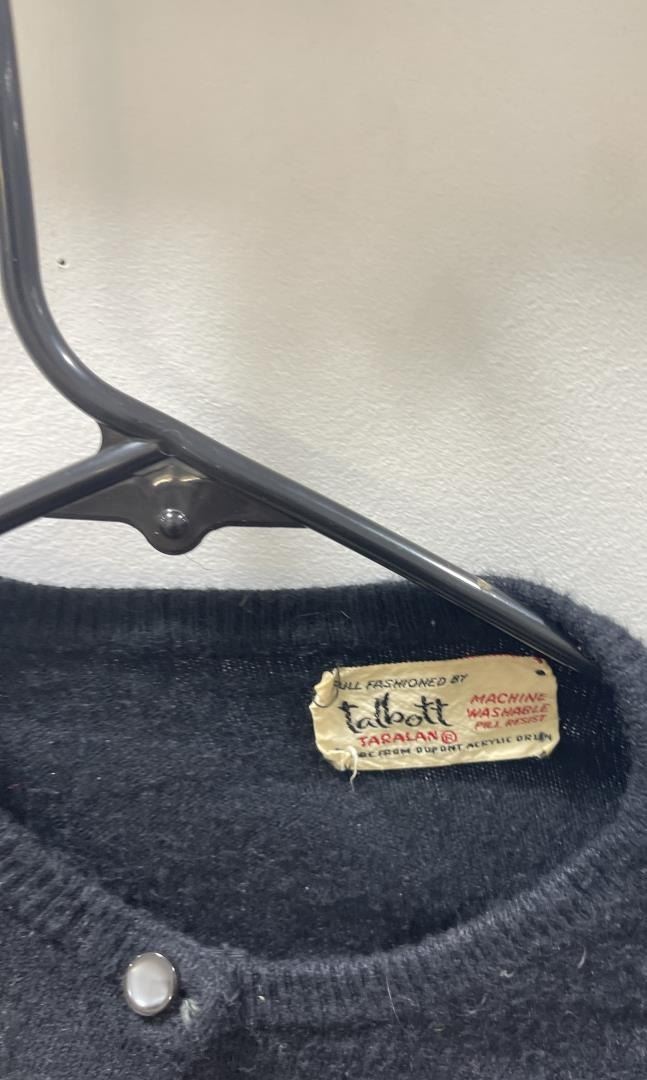 FULL FASHIONED BY
talbott
TARALAN®
MACHINE
WASHABLE
PILL RESIST
FROM DUPONT ACRYLIC ORLON